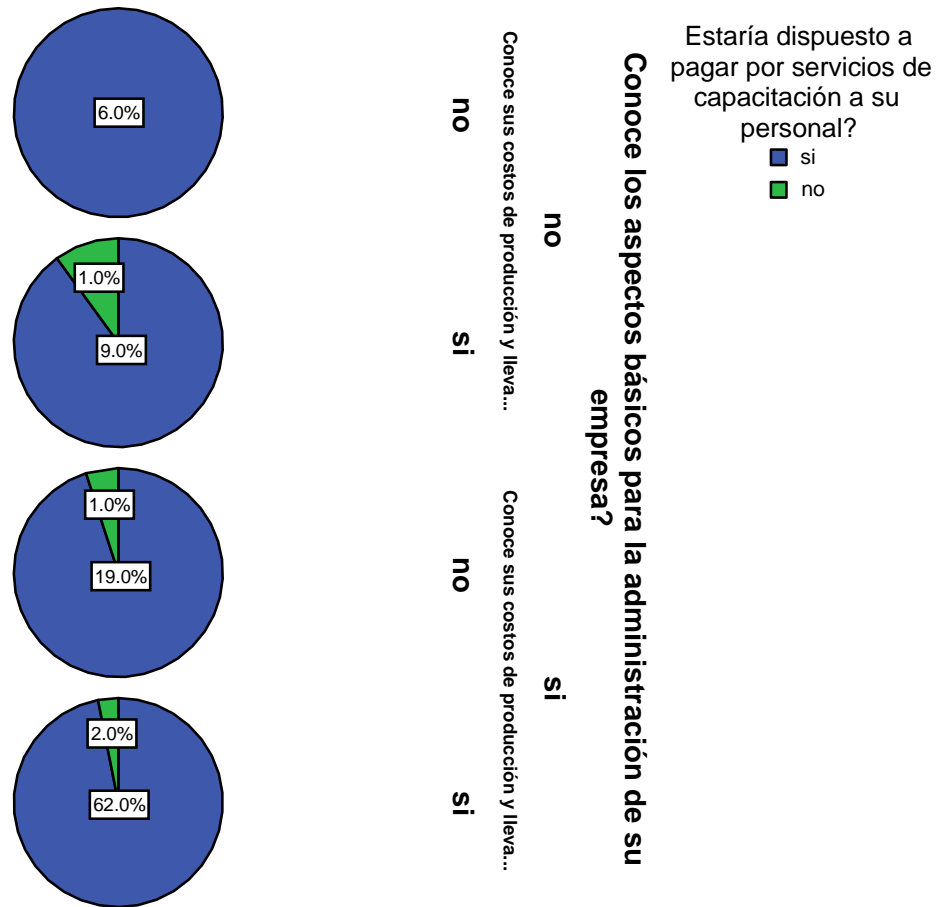 Estaría dispuesto a
pagar por servicios de
capacitación a su
personal?
si
no
Conoce los aspectos básicos para la administración de su
empresa?
no
si
Conoce sus costos de producción y lleva...
Conoce sus costos de producción y lleva...
no
si
no
si
6.0%
1.0%
9.0%
1.0%
19.0%
2.0%
62.0%